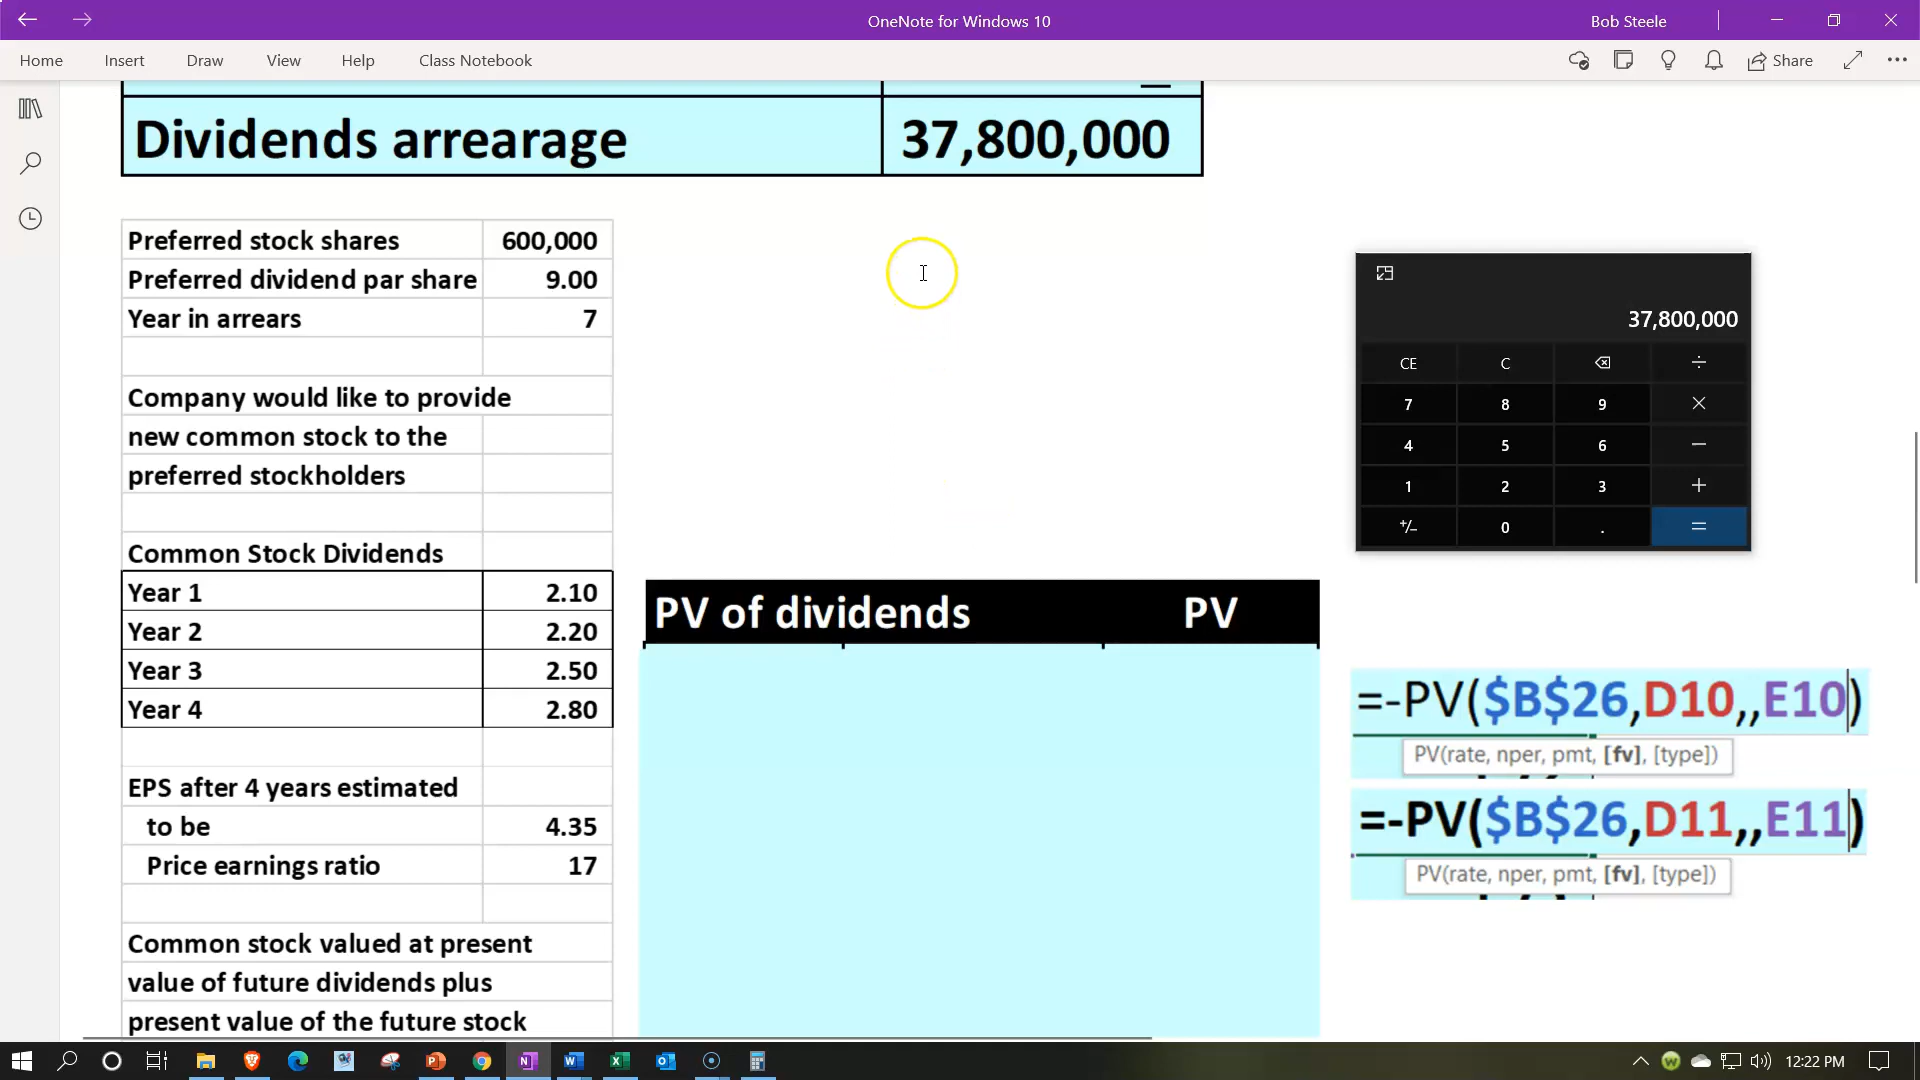 OneNote for Windows 10
Bob Steele
Home Insert Draw View Help Class Notebook
Share
Dividends arrearage 37,800,000
Preferred stock shares 600,000
Preferred dividend par share 9.00
Year in arrears 7
Company would like to provide
new common stock to the
preferred stockholders
Common Stock Dividends
Year 1 2.10
Year 2 2.20
Year 3 2.50
Year 4 2.80
EPS after 4 years estimated
to be 4.35
Price earnings ratio 17
Common stock valued at present
value of future dividends plus
present value of the future stock
PV of dividends PV
37,800,000
CE C ÷
7 8 9 ×
4 5 6 −
1 2 3 +
+/− 0 . =
=-PV($B$26,D10,,E10)
PV(rate, nper, pmt, [fv], [type])
=-PV($B$26,D11,,E11)
PV(rate, nper, pmt, [fv], [type])
12:22 PM